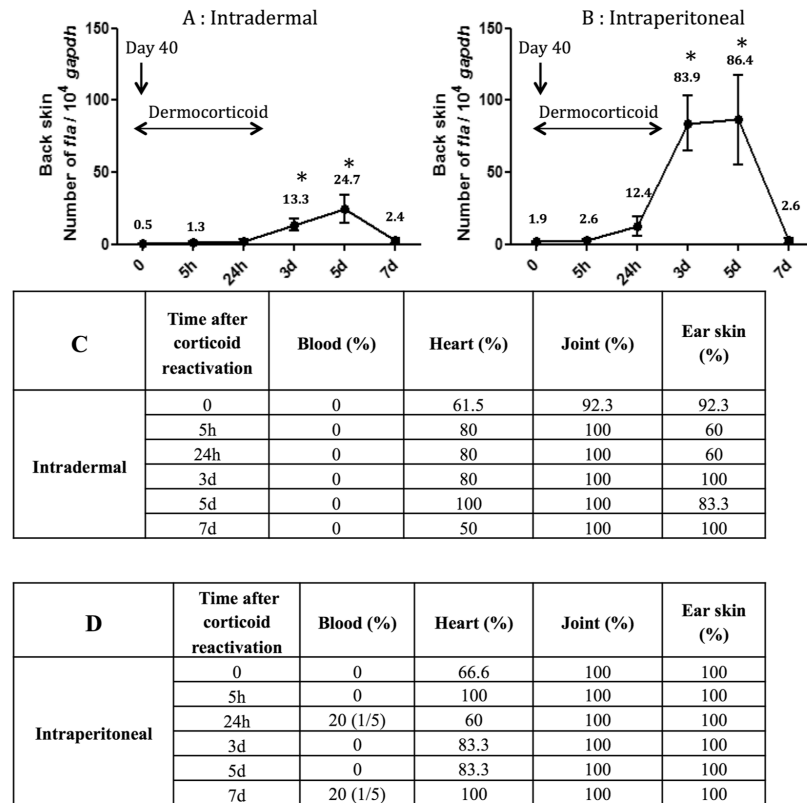 A : Intradermal
150
100
50
0
Back skin
Number of fla / 10^4 gapdh
Day 40
Dermocorticoid
0.5
1.3
*
13.3
*
24.7
2.4
0 5h 24h 3d 5d 7d
B : Intraperitoneal
150
100
50
0
Back skin
Number of fla / 10^4 gapdh
Day 40
Dermocorticoid
1.9
2.6
12.4
*
83.9
*
86.4
2.6
0 5h 24h 3d 5d 7d
C
Time after
corticoid
reactivation
Blood (%) Heart (%) Joint (%)
Ear skin
(%)
Intradermal
0 0 61.5 92.3 92.3
5h 0 80 100 60
24h 0 80 100 60
3d 0 80 100 100
5d 0 100 100 83.3
7d 0 50 100 100
D
Time after
corticoid
reactivation
Blood (%) Heart (%) Joint (%)
Ear skin
(%)
Intraperitoneal
0 0 66.6 100 100
5h 0 100 100 100
24h 20 (1/5) 60 100 100
3d 0 83.3 100 100
5d 0 83.3 100 100
7d 20 (1/5) 100 100 100